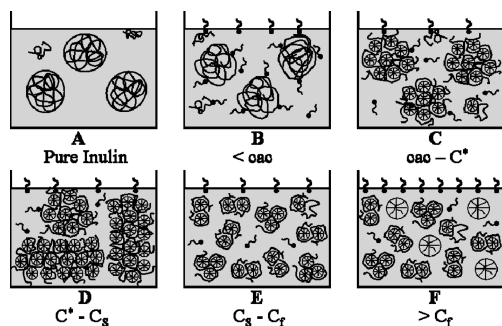 A
Pure Inulin
B
< cac
C
cac – C*
D
C* - Cs
E
Cs - Cf
F
> Cf